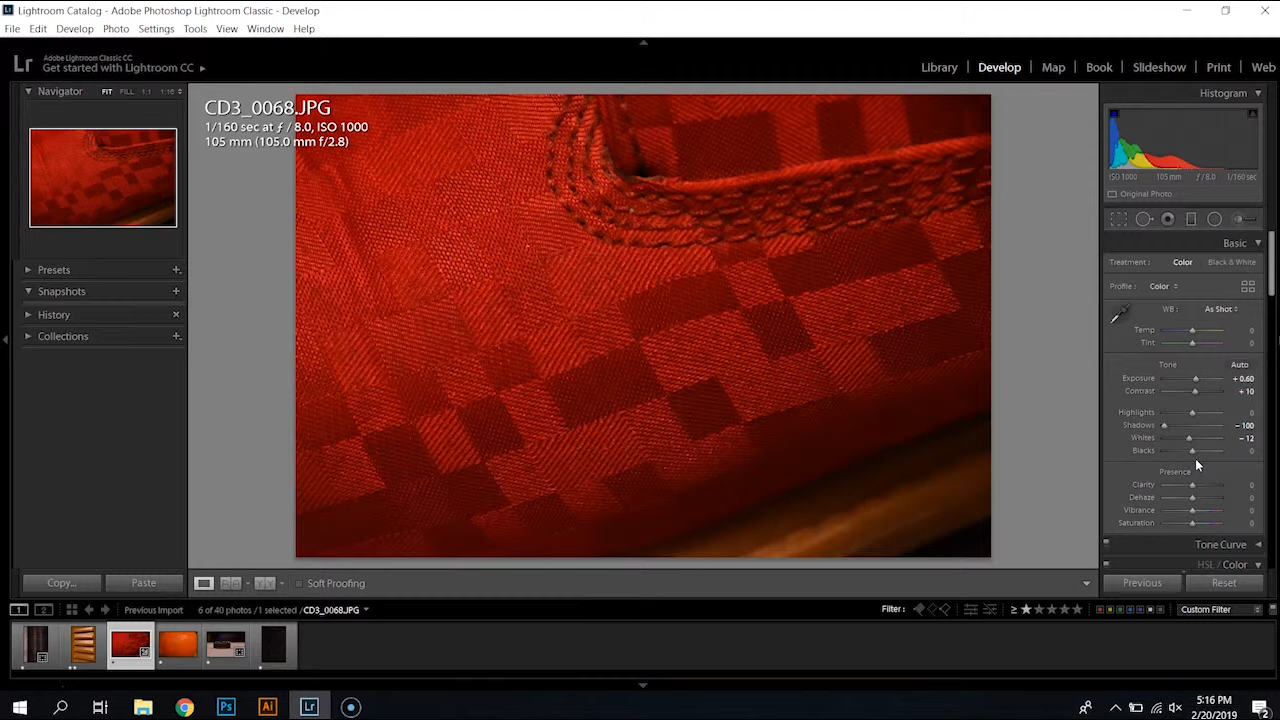 Lightroom Catalog - Adobe Photoshop Lightroom Classic - Develop
File Edit Develop Photo Settings Tools View Window Help
Lr
Adobe Lightroom Classic CC
Get started with Lightroom CC
Library | Develop | Map | Book | Slideshow | Print | Web
Navigator FIT FILL 1:1 1:16
Presets
Snapshots
History
Collections
Copy... Paste
CD3_0068.JPG
1/160 sec at ƒ / 8.0, ISO 1000
105 mm (105.0 mm f/2.8)
Histogram
ISO 1000 105 mm ƒ / 8.0 1/160 sec
Original Photo
Basic
Treatment : Color Black & White
Profile : Color
WB : As Shot
Temp 0
Tint 0
Tone Auto
Exposure + 0.60
Contrast + 10
Highlights 0
Shadows - 100
Whites - 12
Blacks 0
Presence
Clarity 0
Dehaze 0
Vibrance 0
Saturation 0
Tone Curve
HSL / Color
Previous Reset
Soft Proofing
1 2 Previous Import 6 of 40 photos / 1 selected / CD3_0068.JPG
Filter : ≥ Custom Filter
Ps Ai Lr
5:16 PM
2/20/2019
2